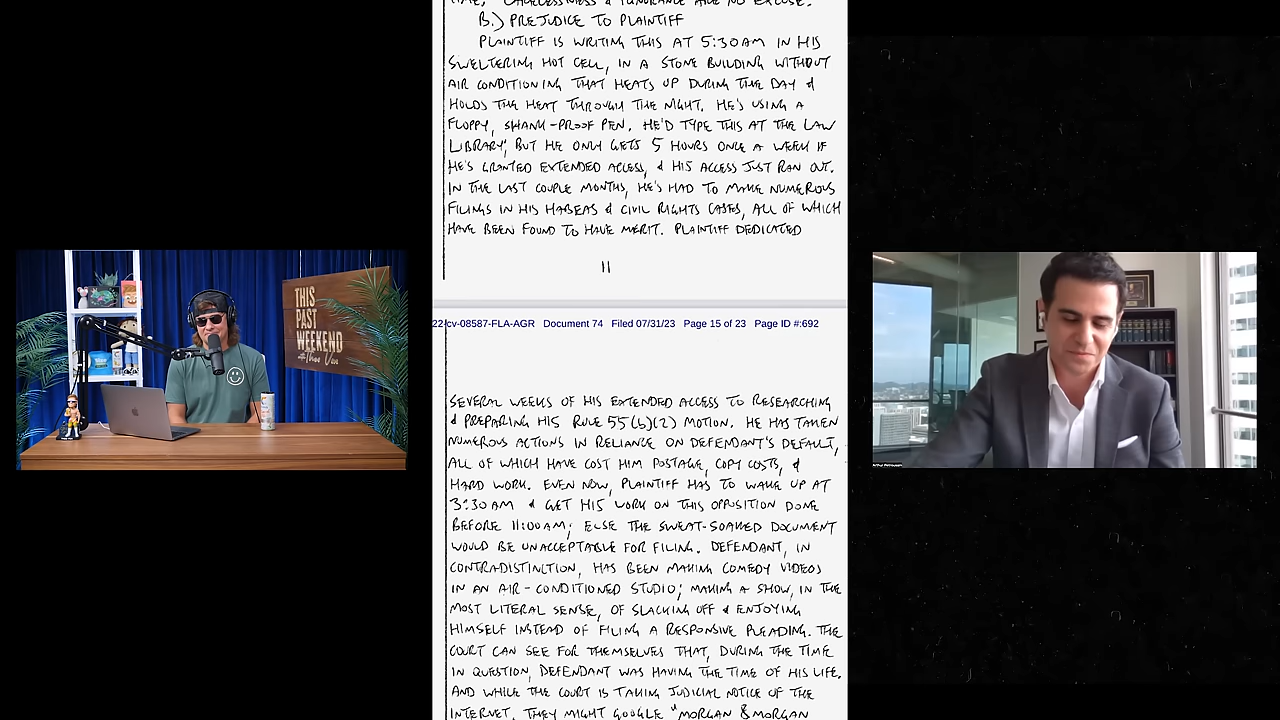 TIME. CARELESSNESS & IGNORANCE ARE NO EXCUSE.
B.) PREJUDICE TO PLAINTIFF
PLAINTIFF IS WRITING THIS AT 5:30AM IN HIS
SWELTERING HOT CELL, IN A STONE BUILDING WITHOUT
AIR CONDITIONING THAT HEATS UP DURING THE DAY &
HOLDS THE HEAT THROUGH THE NIGHT. HE'S USING A
FLOPPY, SHANK-PROOF PEN. HE'D TYPE THIS AT THE LAW
LIBRARY, BUT HE ONLY GETS 5 HOURS ONCE A WEEK IF
HE'S GRANTED EXTENDED ACCESS, & HIS ACCESS JUST RAN OUT.
IN THE LAST COUPLE MONTHS, HE'S HAD TO MAKE NUMEROUS
FILINGS IN HIS HABEAS & CIVIL RIGHTS CASES, ALL OF WHICH
HAVE BEEN FOUND TO HAVE MERIT. PLAINTIFF DEDICATED
11
22-cv-08587-FLA-AGR Document 74 Filed 07/31/23 Page 15 of 23 Page ID #:692
SEVERAL WEEKS OF HIS EXTENDED ACCESS TO RESEARCHING
& PREPARING HIS RULE 55(b)(2) MOTION. HE HAS TAKEN
NUMEROUS ACTIONS IN RELIANCE ON DEFENDANT'S DEFAULT,
ALL OF WHICH HAVE COST HIM POSTAGE, COPY COSTS, &
HARD WORK. EVEN NOW, PLAINTIFF HAS TO WAKE UP AT
3:30AM & GET HIS WORK ON THIS OPPOSITION DONE
BEFORE 11:00AM; ELSE THE SWEAT-SOAKED DOCUMENT
WOULD BE UNACCEPTABLE FOR FILING. DEFENDANT, IN
CONTRADISTINCTION, HAS BEEN MAKING COMEDY VIDEOS
IN AN AIR-CONDITIONED STUDIO; MAKING A SHOW, IN THE
MOST LITERAL SENSE, OF SLACKING OFF & ENJOYING
HIMSELF INSTEAD OF FILING A RESPONSIVE PLEADING. THE
COURT CAN SEE FOR THEMSELVES THAT, DURING THE TIME
IN QUESTION, DEFENDANT WAS HAVING THE TIME OF HIS LIFE.
AND WHILE THE COURT IS TAKING JUDICIAL NOTICE OF THE
INTERNET, THEY MIGHT GOOGLE "MORGAN & MORGAN
THIS
PAST
WEEKEND
with Theo Von